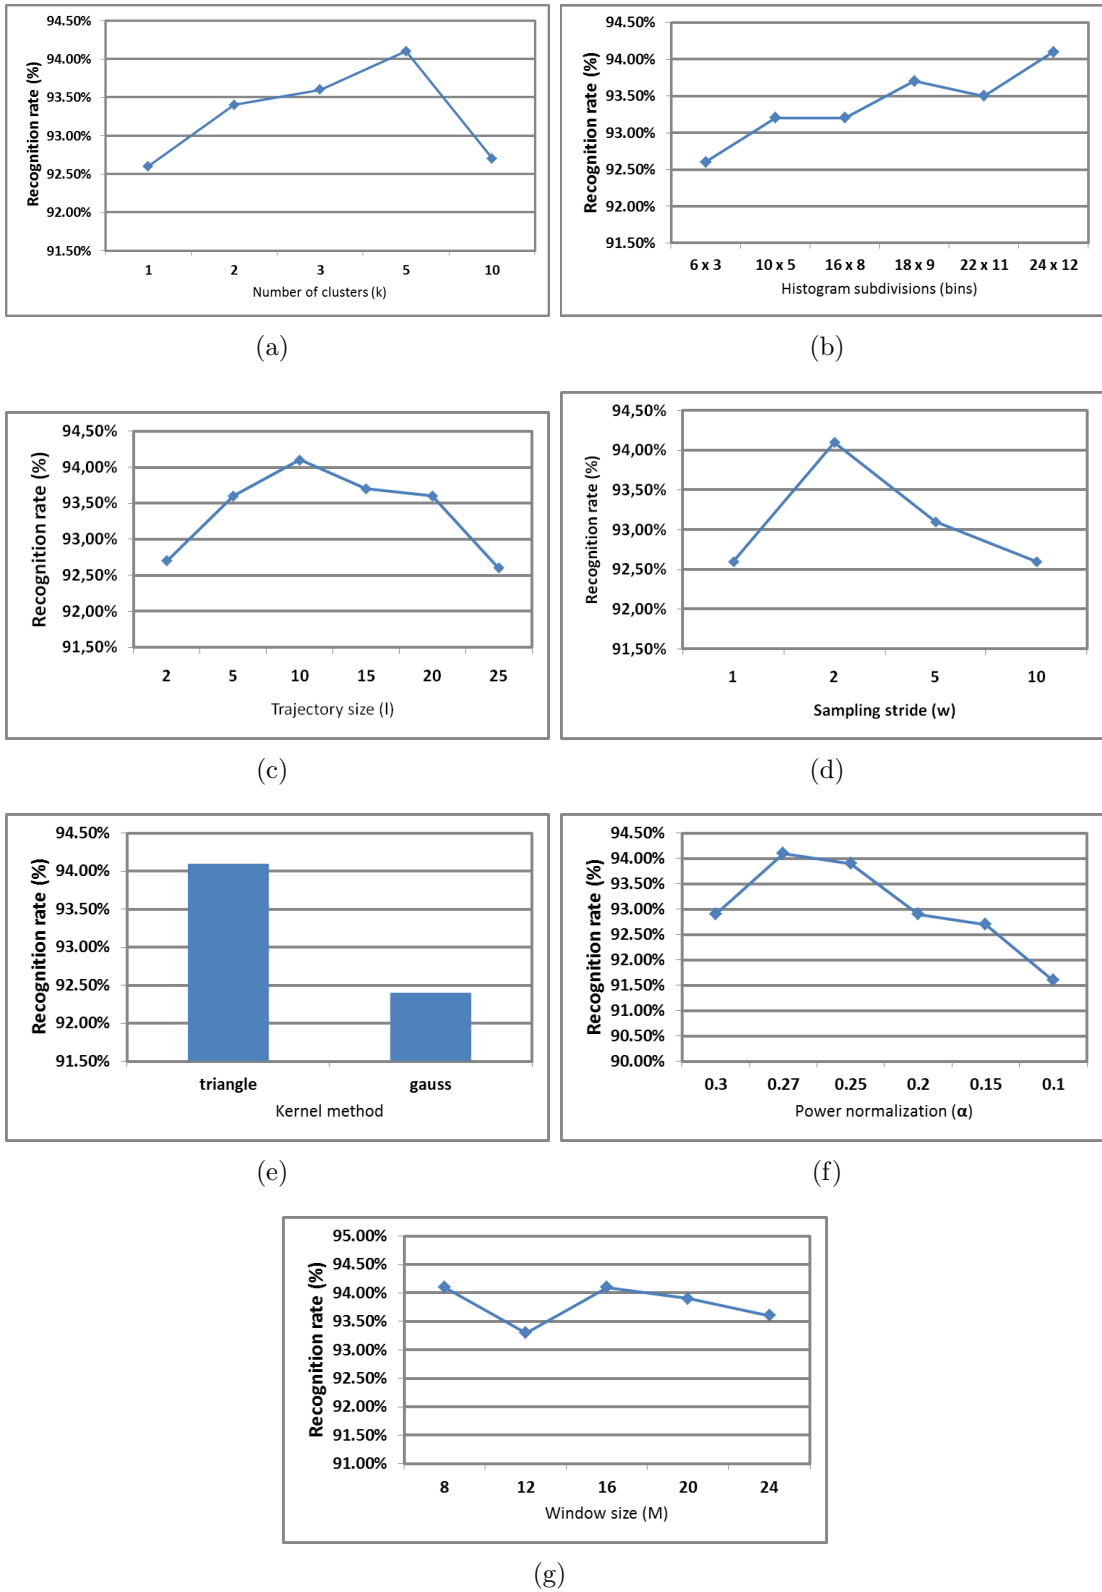 94.50%
94.00%
93.50%
93.00%
92.50%
92.00%
91.50%
Recognition rate (%)
1 2 3 5 10
Number of clusters (k)
(a)
94.50%
94.00%
93.50%
93.00%
92.50%
92.00%
91.50%
Recognition rate (%)
6 x 3 10 x 5 16 x 8 18 x 9 22 x 11 24 x 12
Histogram subdivisions (bins)
(b)
94,50%
94,00%
93,50%
93,00%
92,50%
92,00%
91,50%
Recognition rate (%)
2 5 10 15 20 25
Trajectory size (l)
(c)
94,50%
94,00%
93,50%
93,00%
92,50%
92,00%
91,50%
Recognition rate (%)
1 2 5 10
Sampling stride (w)
(d)
94.50%
94.00%
93.50%
93.00%
92.50%
92.00%
91.50%
Recognition rate (%)
triangle gauss
Kernel method
(e)
94.50%
94.00%
93.50%
93.00%
92.50%
92.00%
91.50%
91.00%
90.50%
90.00%
Recognition rate (%)
0.3 0.27 0.25 0.2 0.15 0.1
Power normalization (α)
(f)
95.00%
94.50%
94.00%
93.50%
93.00%
92.50%
92.00%
91.50%
91.00%
Recognition rate (%)
8 12 16 20 24
Window size (M)
(g)